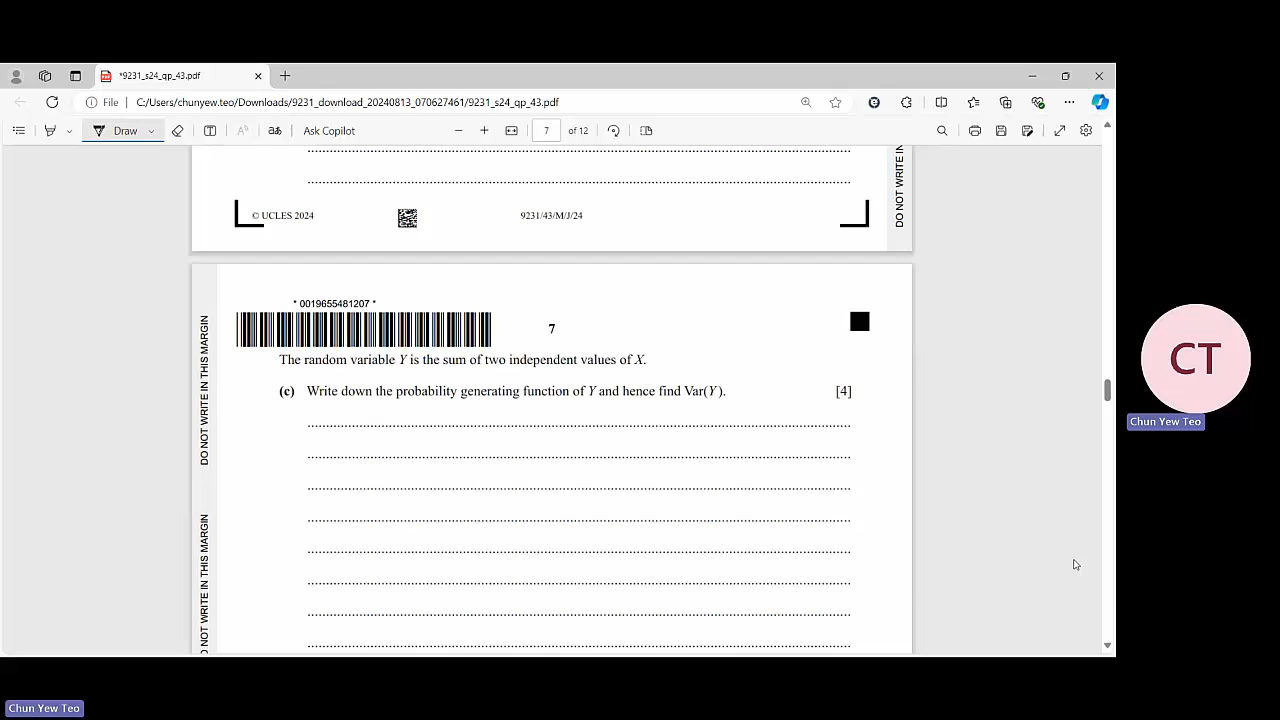 *9231_s24_qp_43.pdf
File
C:/Users/chunyew.teo/Downloads/9231_download_20240813_070627461/9231_s24_qp_43.pdf
Draw
aあ
Ask Copilot
7
of 12
DO NOT WRITE IN
© UCLES 2024
9231/43/M/J/24
* 0019655481207 *
7
DO NOT WRITE IN THIS MARGIN
The random variable Y is the sum of two independent values of X.
(c) Write down the probability generating function of Y and hence find Var(Y). [4]
O NOT WRITE IN THIS MARGIN
CT
Chun Yew Teo
Chun Yew Teo